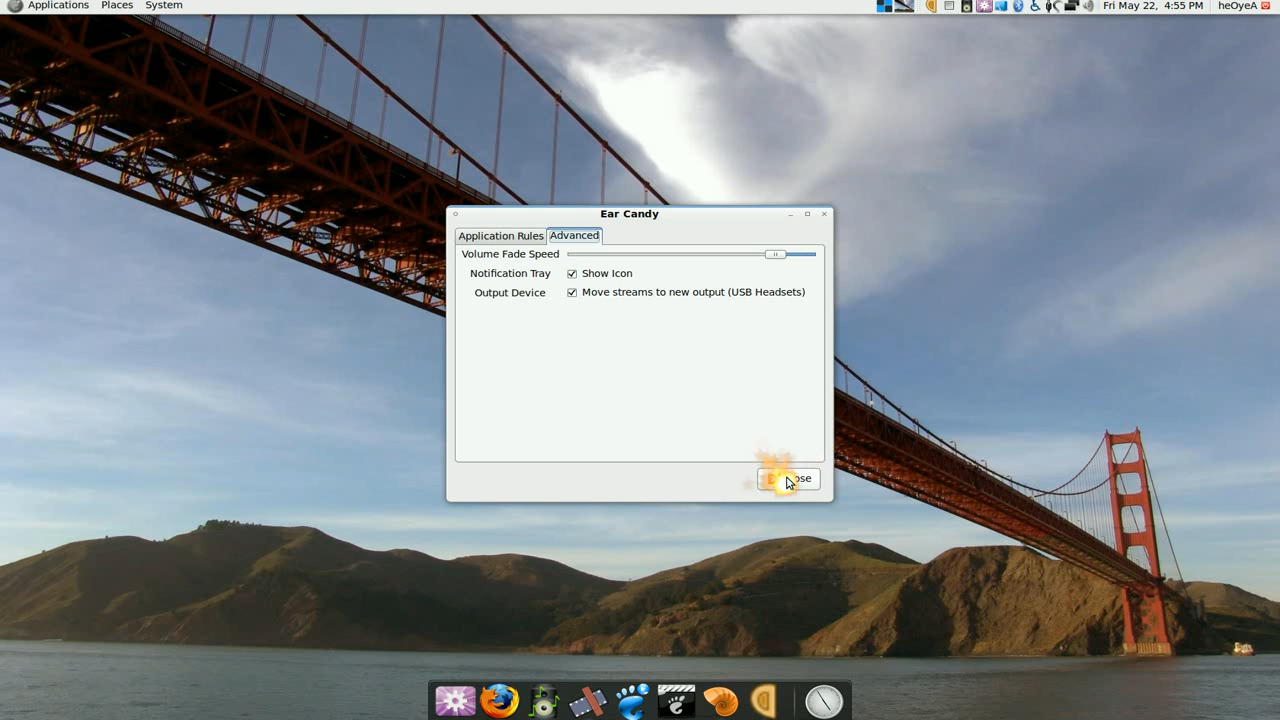 Applications Places System
Fri May 22, 4:55 PM heOyeA
Ear Candy
Application Rules Advanced
Volume Fade Speed
Notification Tray Show Icon
Output Device Move streams to new output (USB Headsets)